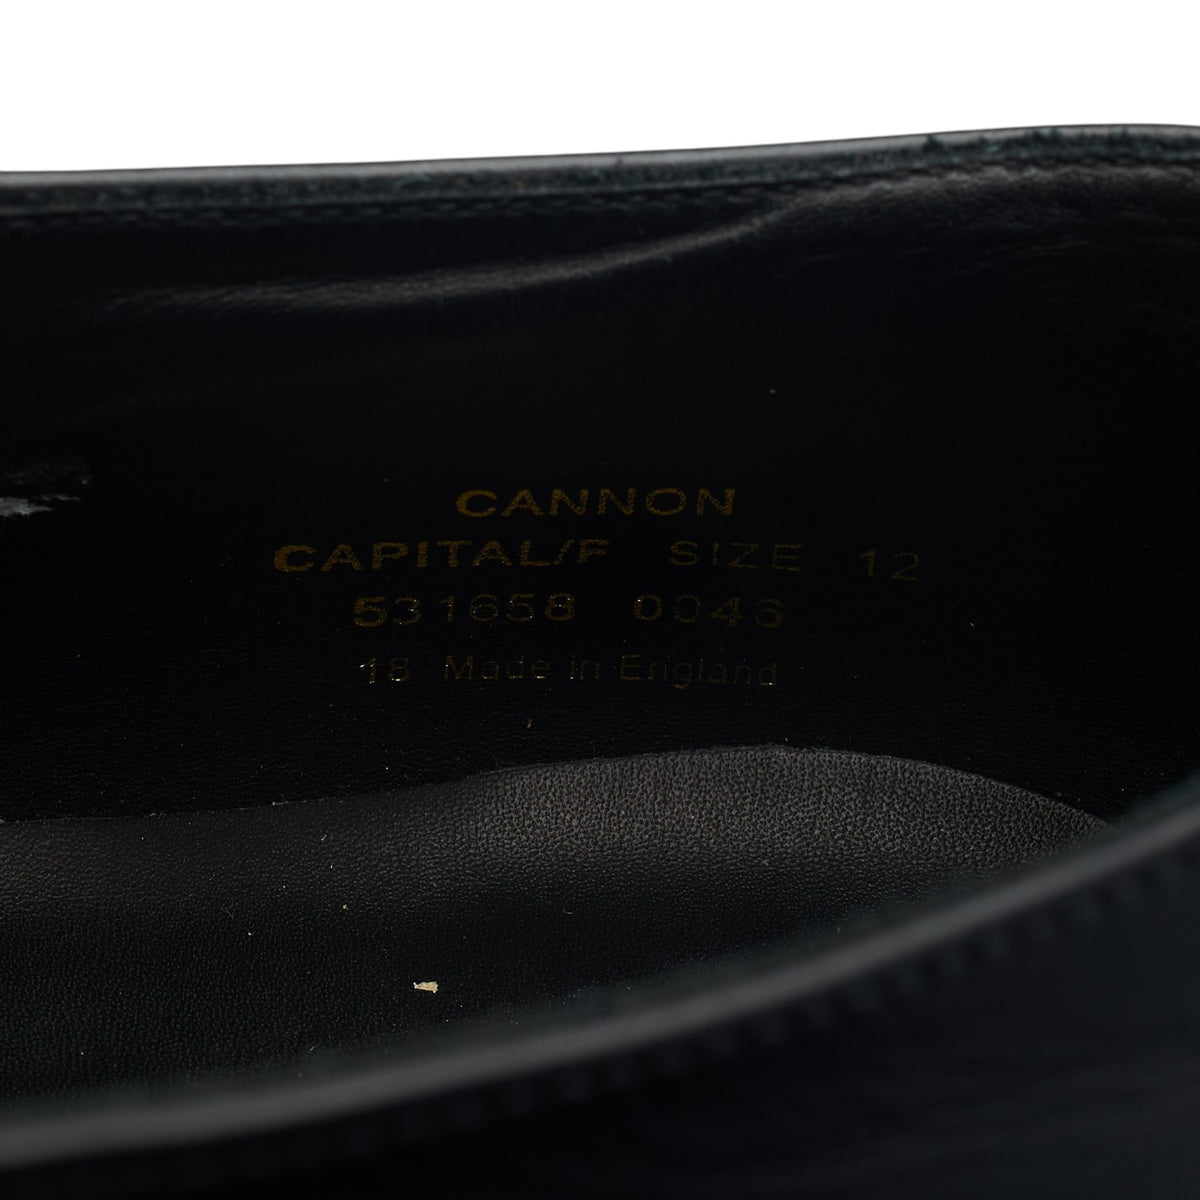 CANNON
CAPITAL/F SIZE 12
531658 0046
18 Made in England